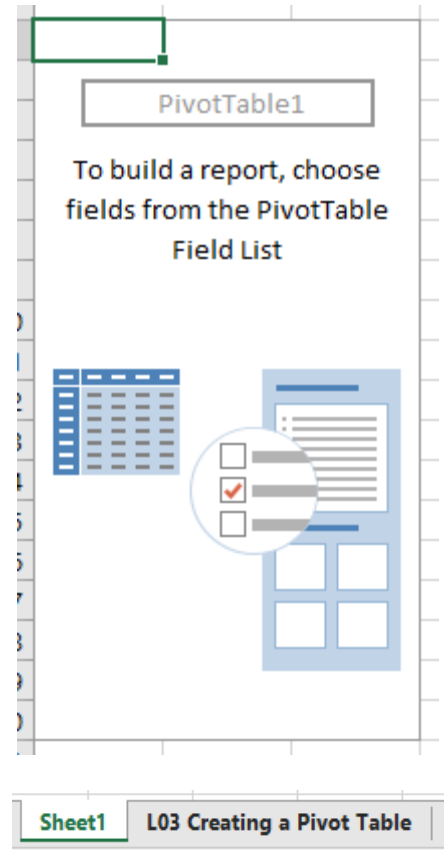 PivotTable1
To build a report, choose
fields from the PivotTable
Field List
Sheet1 L03 Creating a Pivot Table